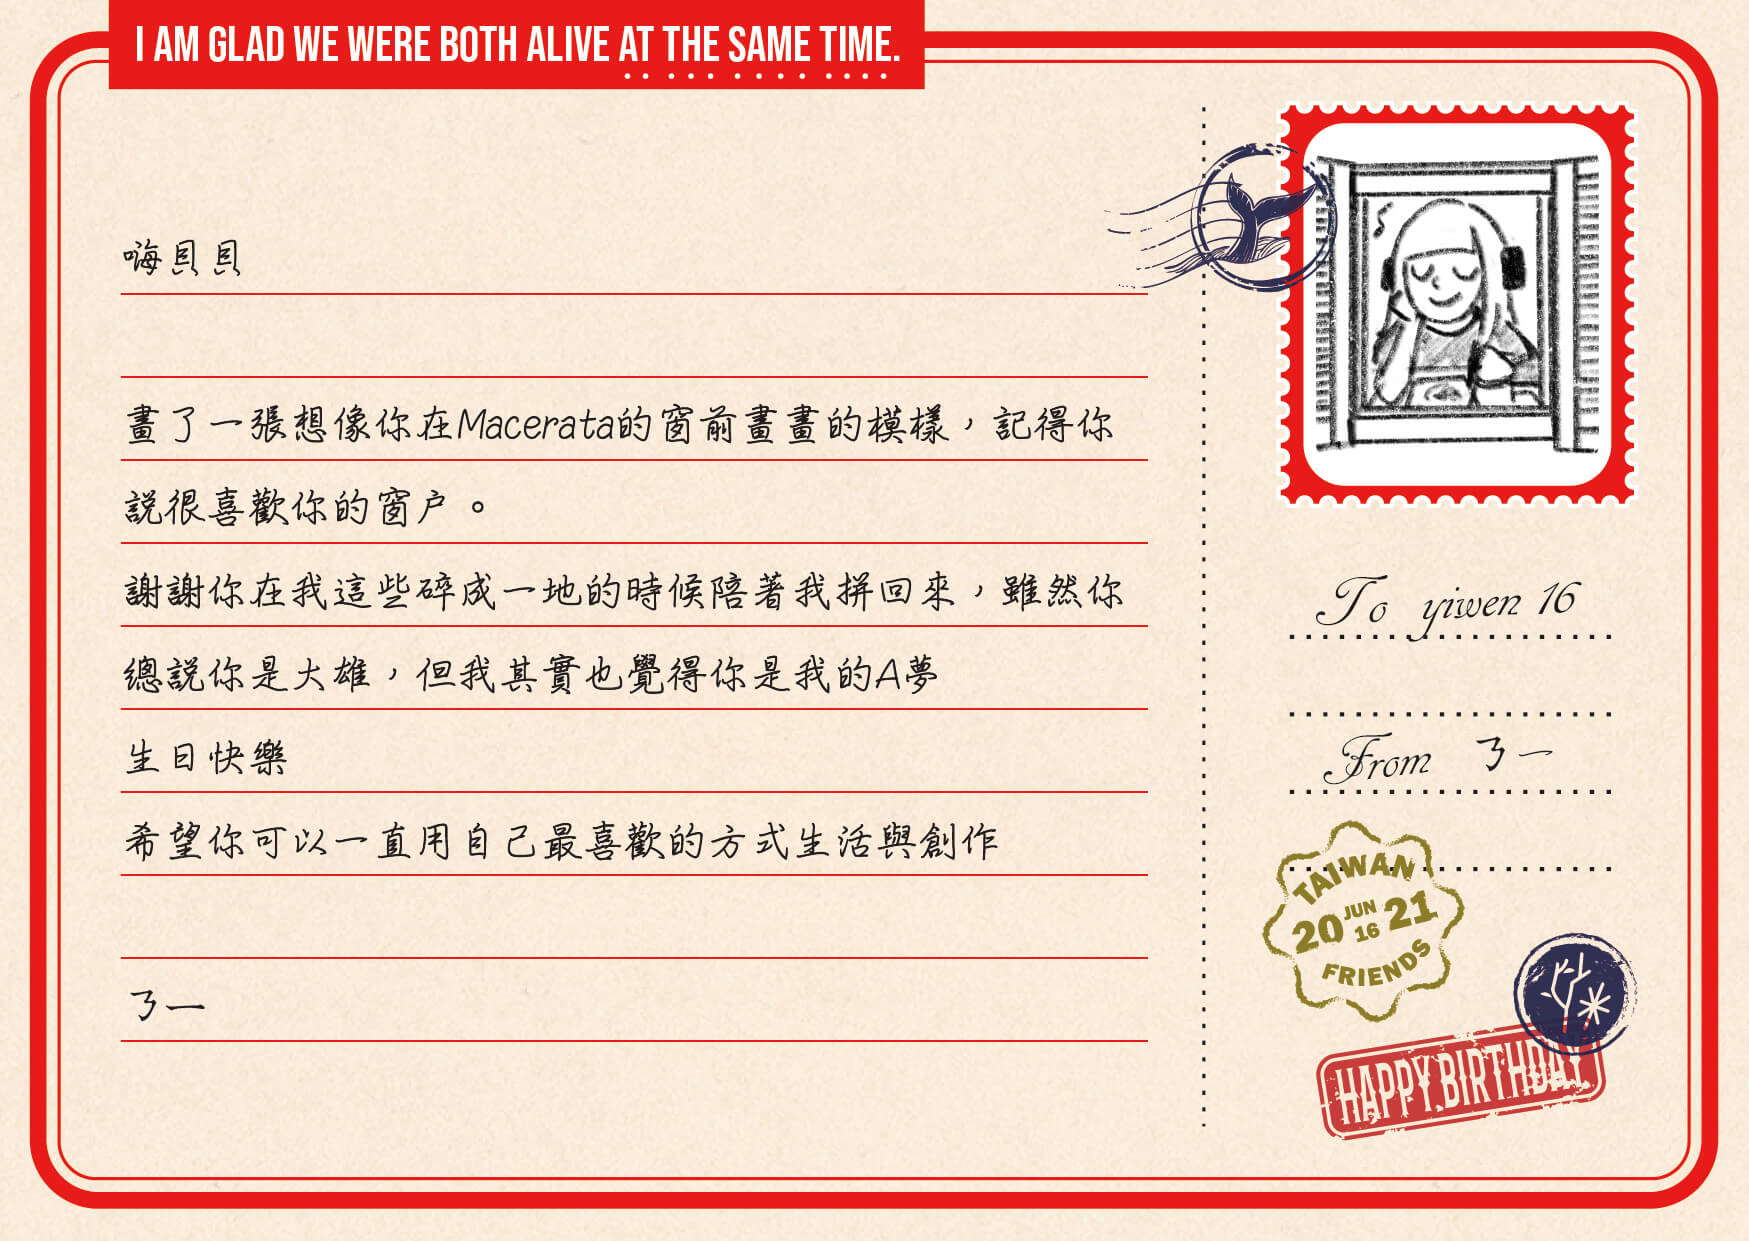 I AM GLAD WE WERE BOTH ALIVE AT THE SAME TIME.
嗨貝貝
畫了一張想像你在Macerata的窗前畫畫的模樣，記得你
説很喜歡你的窗户。
謝謝你在我這些碎成一地的時候陪著我拼回來，雖然你
總説你是大雄，但我其實也覺得你是我的A夢
生日快樂
希望你可以一直用自己最喜歡的方式生活與創作
ㄋ一
To yiwen 16
From ㄋ一
TAIWAN
20 JUN 16 21
FRIENDS
HAPPY BIRTHDAY